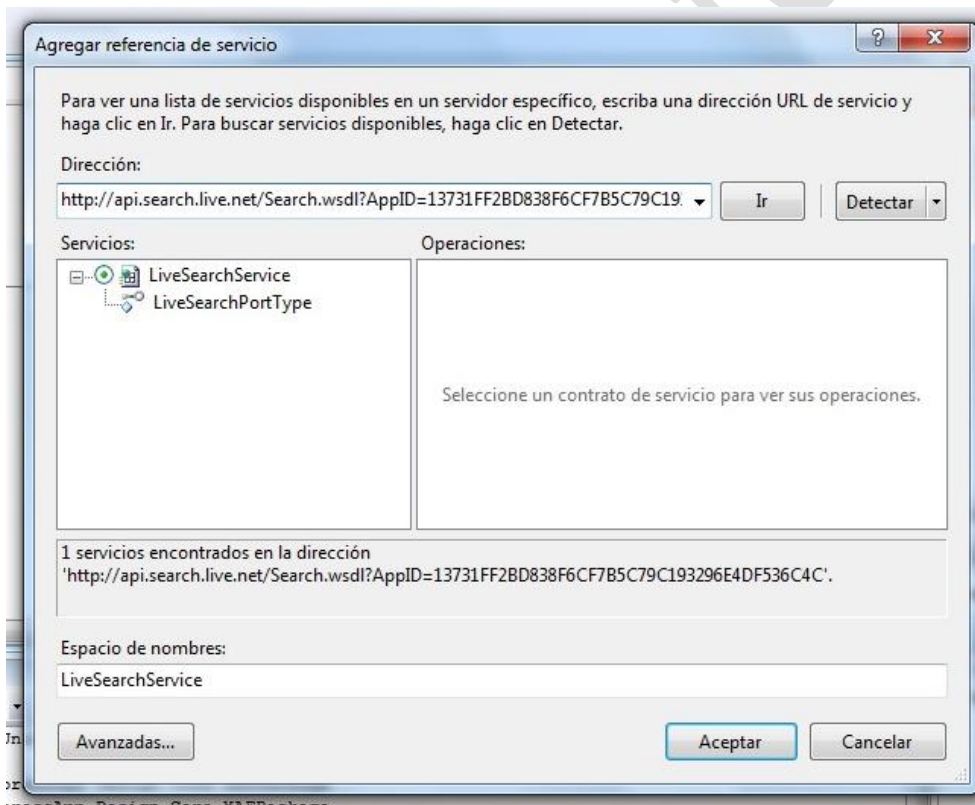 Agregar referencia de servicio
Para ver una lista de servicios disponibles en un servidor específico, escriba una dirección URL de servicio y
haga clic en Ir. Para buscar servicios disponibles, haga clic en Detectar.
Dirección:
http://api.search.live.net/Search.wsdl?AppID=13731FF2BD838F6CF7B5C79C19
Ir
Detectar
Servicios:
Operaciones:
LiveSearchService
LiveSearchPortType
Seleccione un contrato de servicio para ver sus operaciones.
1 servicios encontrados en la dirección
'http://api.search.live.net/Search.wsdl?AppID=13731FF2BD838F6CF7B5C79C193296E4DF536C4C'.
Espacio de nombres:
LiveSearchService
Avanzadas...
Aceptar
Cancelar